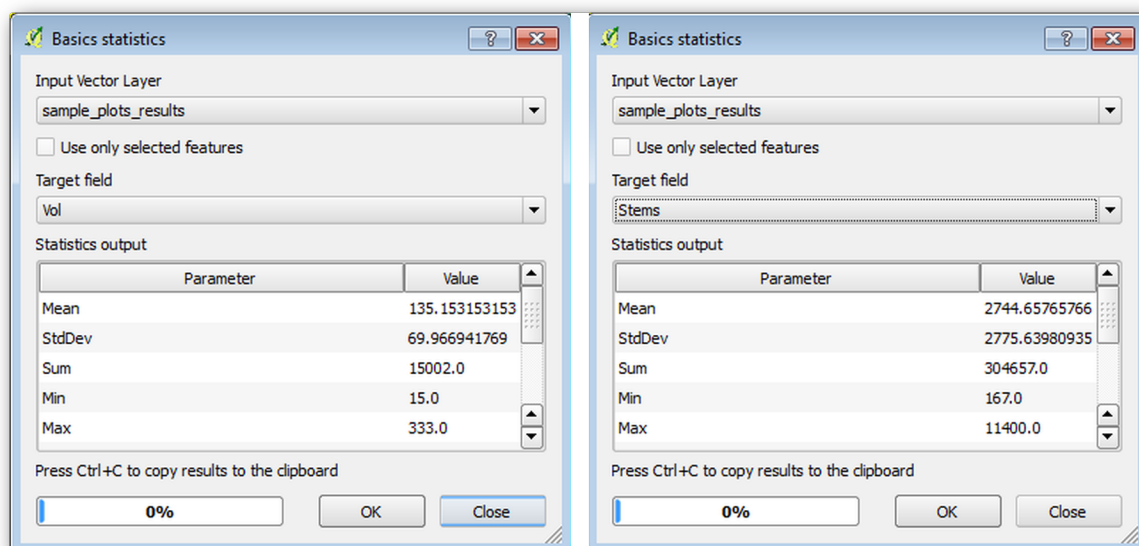 Basics statistics
Input Vector Layer
sample_plots_results
Use only selected features
Target field
Vol
Statistics output
Parameter Value
Mean 135.153153153
StdDev 69.966941769
Sum 15002.0
Min 15.0
Max 333.0
Press Ctrl+C to copy results to the clipboard
0% OK Close
Basics statistics
Input Vector Layer
sample_plots_results
Use only selected features
Target field
Stems
Statistics output
Parameter Value
Mean 2744.65765766
StdDev 2775.63980935
Sum 304657.0
Min 167.0
Max 11400.0
Press Ctrl+C to copy results to the clipboard
0% OK Close